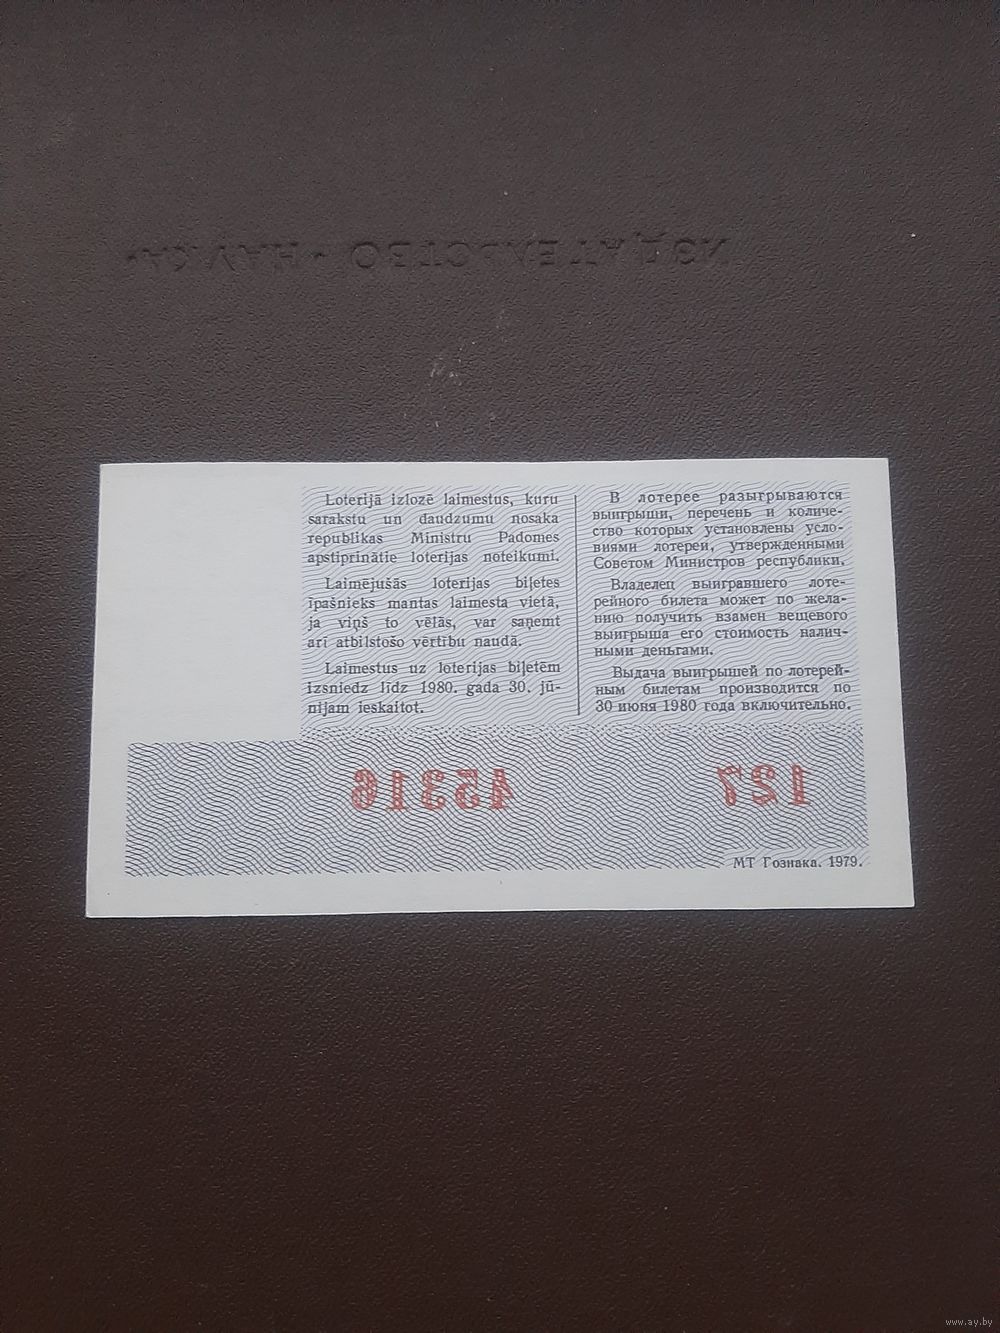 ИЗДАТЕЛЬСТВО · НАУКА ·
Loterijā izlozē laimestus, kuru
sarakstu un daudzumu nosaka
republikas Ministru Padomes
apstiprinātie loterijas noteikumi.
Laimējušās loterijas biļetes
īpašnieks mantas laimesta vietā,
ja viņš to vēlās, var saņemt
arī atbilstošo vērtību naudā.
Laimestus uz loterijas biļetēm
izsniedz līdz 1980. gada 30. jū-
nijam ieskaitot.
В лотерее разыгрываются
выигрыши, перечень и количе-
ство которых установлены усло-
виями лотереи, утвержденными
Советом Министров республики.
Владелец выигравшего лоте-
рейного билета может по жела-
нию получить взамен вещевого
выигрыша его стоимость налич-
ными деньгами.
Выдача выигрышей по лотерей-
ным билетам производится по
30 июня 1980 года включительно.
127 45316
МТ Гознака. 1979.
www.ay.by